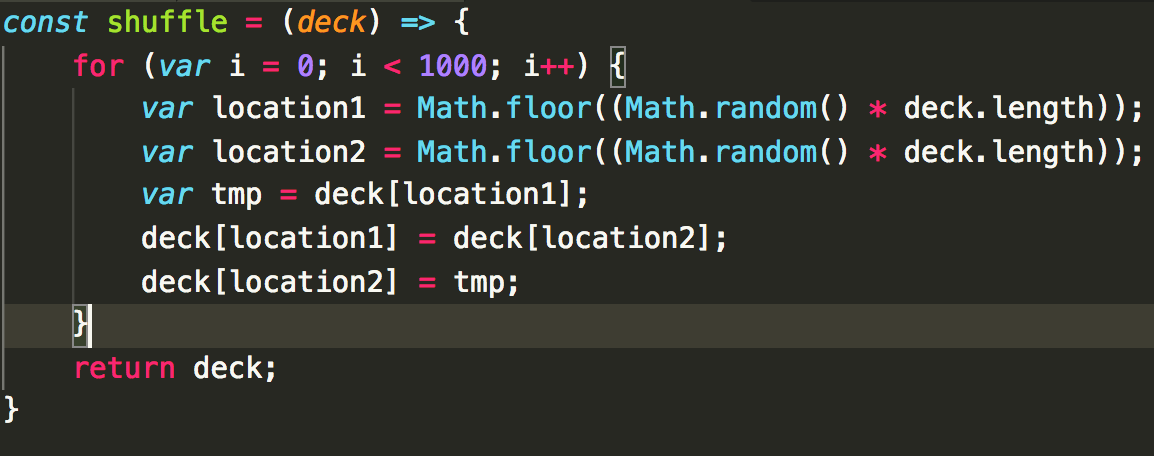 const shuffle = (deck) => {
    for (var i = 0; i < 1000; i++) {
        var location1 = Math.floor((Math.random() * deck.length));
        var location2 = Math.floor((Math.random() * deck.length));
        var tmp = deck[location1];
        deck[location1] = deck[location2];
        deck[location2] = tmp;
    }
    return deck;
}